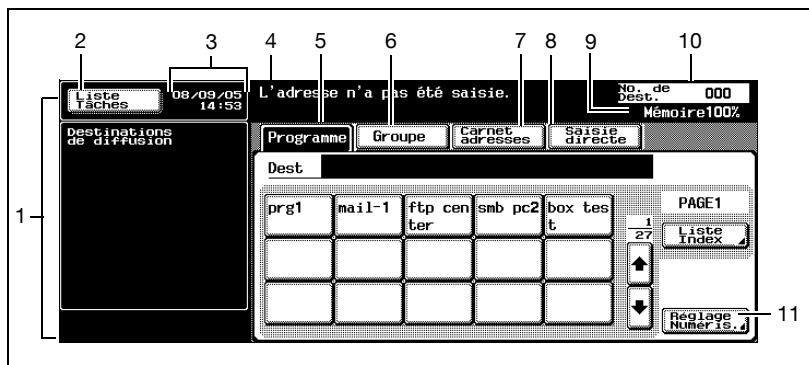 2 3 4 5 6 7 8 9 10
Liste Tâches
08/09/05
14:53
L'adresse n'a pas été saisie.
No. de Dest. 000
Mémoire100%
Destinations
de diffusion
Programme Groupe Carnet adresses Saisie directe
Dest
prg1 mail-1 ftp cen
ter smb pc2 box tes
t
PAGE1
1
27
Liste
Index
Réglage
Numéris.
1
11